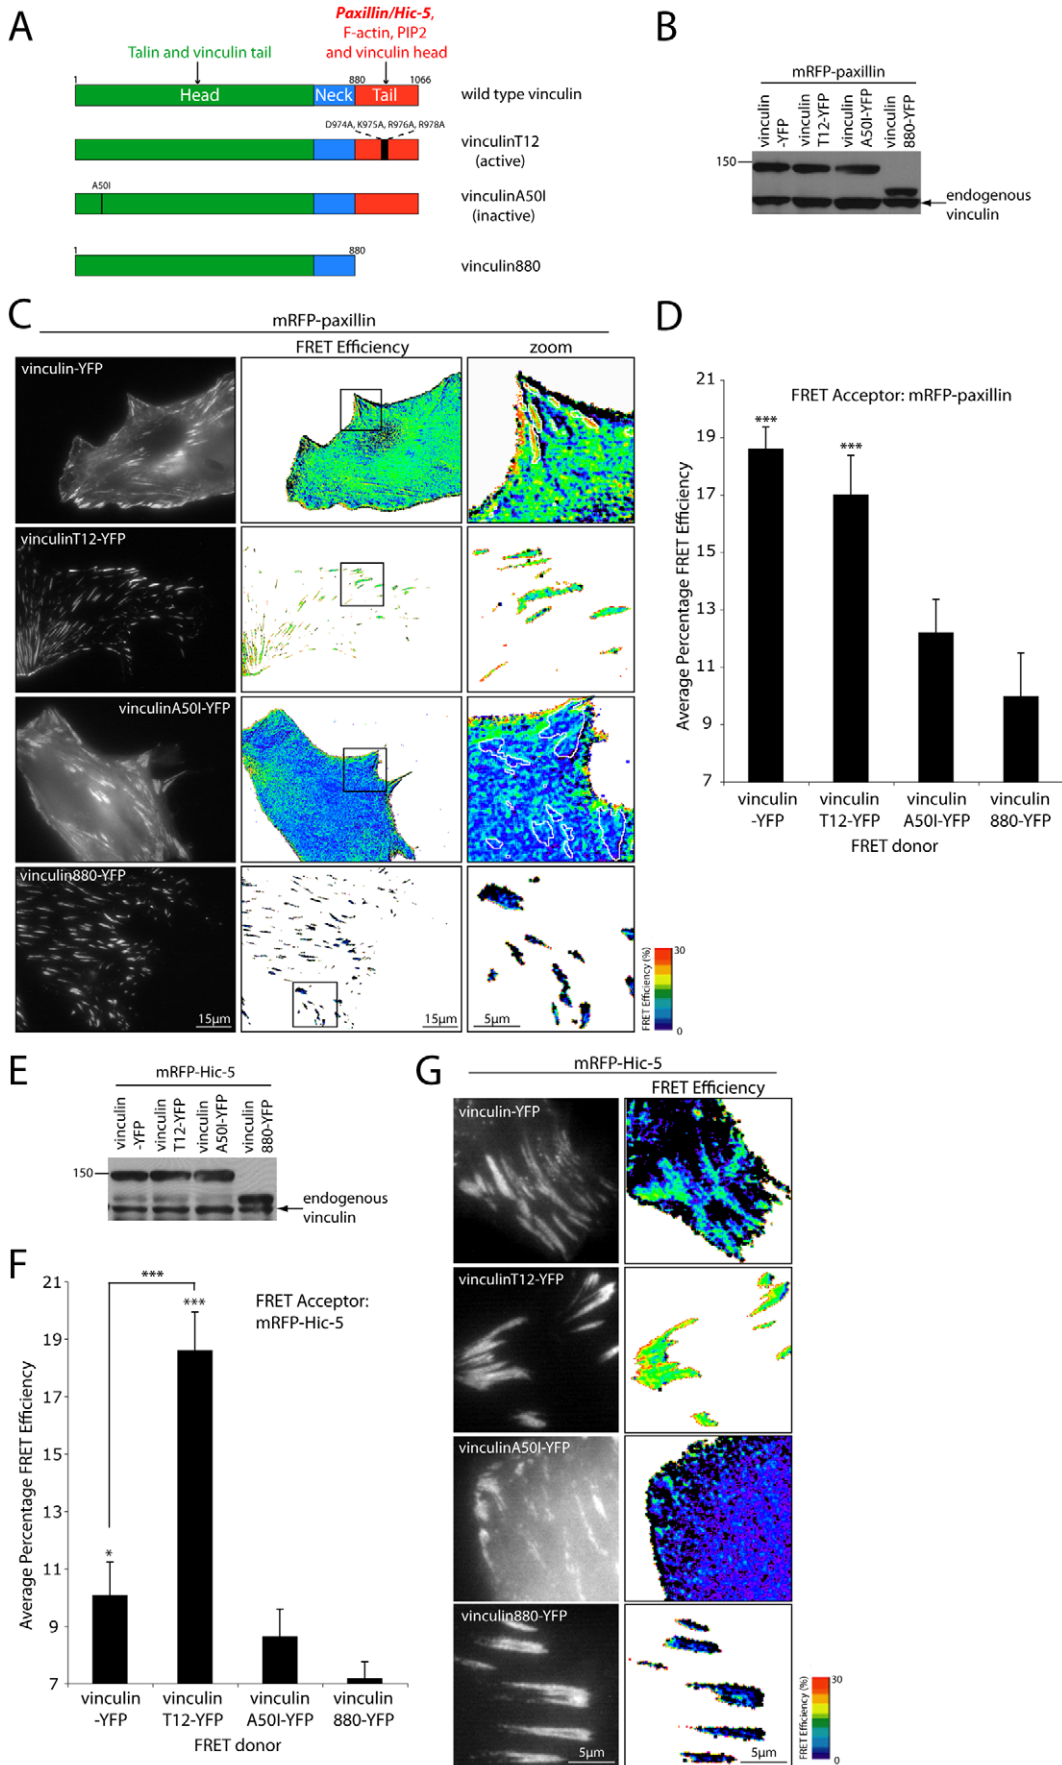 A
Paxillin/Hic-5,
F-actin, PIP2
and vinculin head
Talin and vinculin tail
1
880
1066
Head
Neck
Tail
wild type vinculin
D974A, K975A, R976A, R978A
vinculinT12
(active)
A50I
vinculinA50I
(inactive)
1
880
vinculin880
B
mRFP-paxillin
vinculin
-YFP
vinculin
T12-YFP
vinculin
A50I-YFP
vinculin
880-YFP
150
endogenous
vinculin
C
mRFP-paxillin
FRET Efficiency
zoom
vinculin-YFP
vinculinT12-YFP
vinculinA50I-YFP
vinculin880-YFP
15µm
15µm
5µm
FRET Efficiency (%)
30
0
D
FRET Acceptor: mRFP-paxillin
Average Percentage FRET Efficiency
21
19
17
15
13
11
9
7
***
***
vinculin
-YFP
vinculin
T12-YFP
vinculin
A50I-YFP
vinculin
880-YFP
FRET donor
E
mRFP-Hic-5
vinculin
-YFP
vinculin
T12-YFP
vinculin
A50I-YFP
vinculin
880-YFP
150
endogenous
vinculin
F
FRET Acceptor:
mRFP-Hic-5
Average Percentage FRET Efficiency
21
19
17
15
13
11
9
7
***
***
*
vinculin
-YFP
vinculin
T12-YFP
vinculin
A50I-YFP
vinculin
880-YFP
FRET donor
G
mRFP-Hic-5
FRET Efficiency
vinculin-YFP
vinculinT12-YFP
vinculinA50I-YFP
vinculin880-YFP
5µm
5µm
FRET Efficiency (%)
30
0